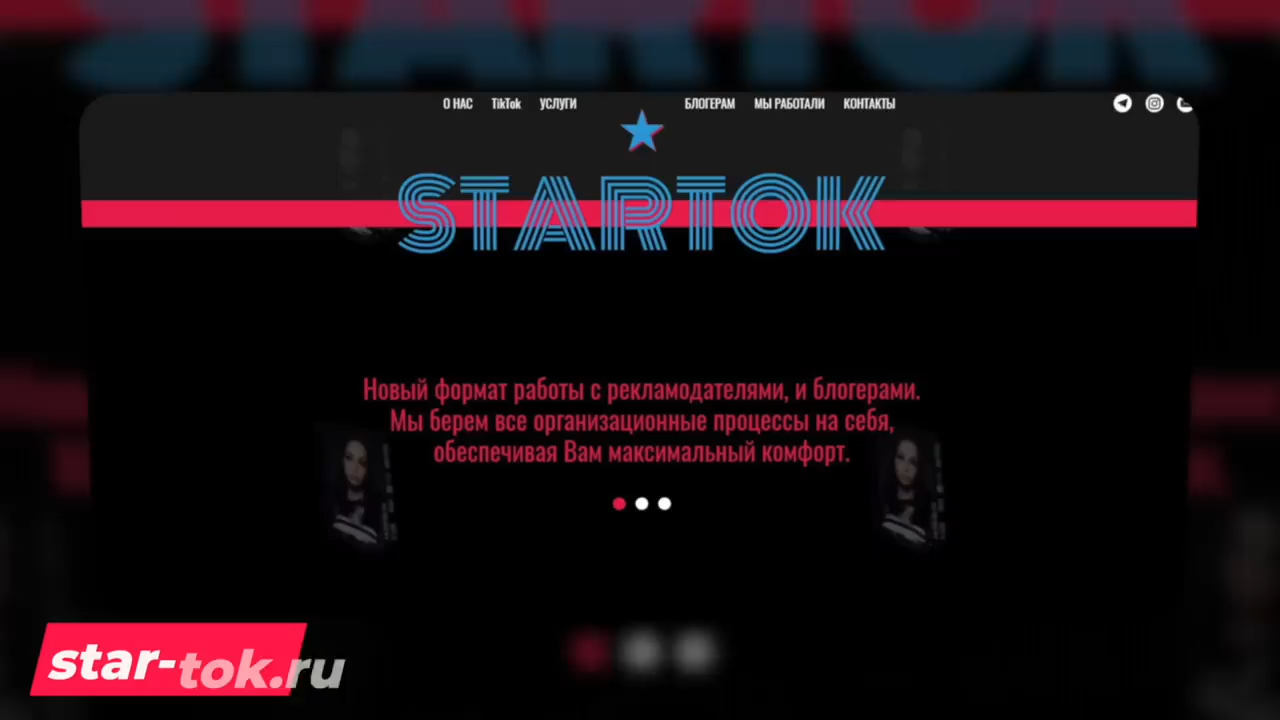 STARTOK
О НАС TikTok УСЛУГИ БЛОГЕРАМ МЫ РАБОТАЛИ КОНТАКТЫ
STARTOK
Новый формат работы с рекламодателями, и блогерами.
Мы берем все организационные процессы на себя,
обеспечивая Вам максимальный комфорт.
star-tok.ru